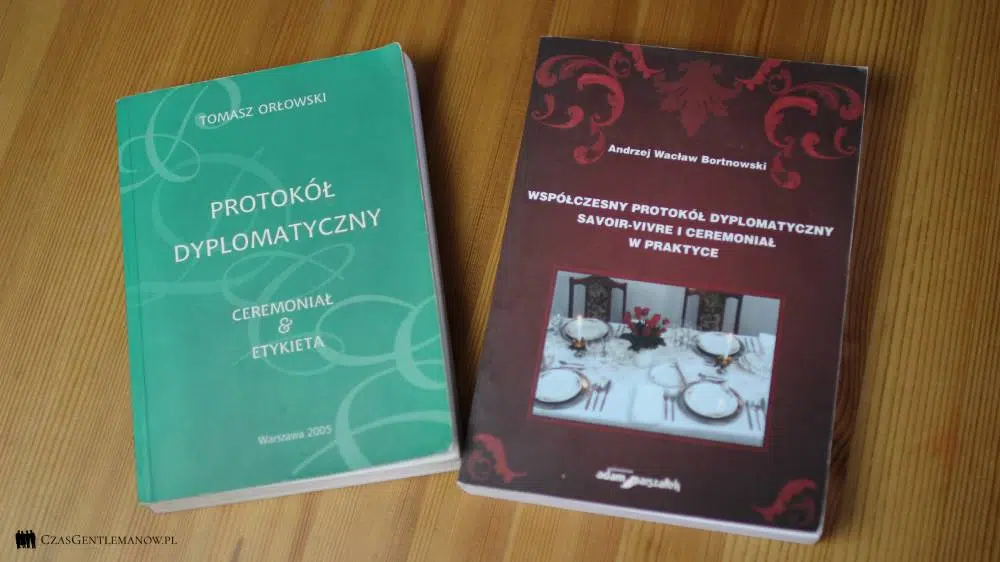 TOMASZ ORŁOWSKI
PROTOKÓŁ
DYPLOMATYCZNY
CEREMONIAŁ
&
ETYKIETA
Warszawa 2005
Andrzej Wacław Bortnowski
WSPÓŁCZESNY PROTOKÓŁ DYPLOMATYCZNY
SAVOIR-VIVRE I CEREMONIAŁ
W PRAKTYCE
adam marszałek
CZASGENTLEMANOW.PL